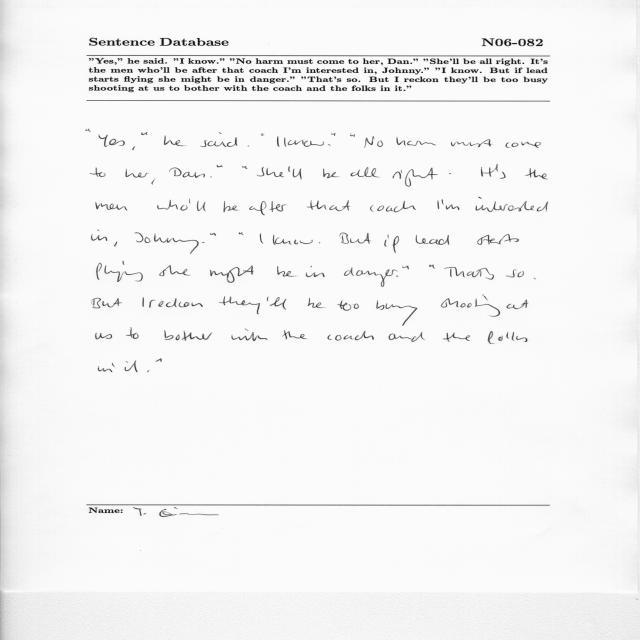 Sentence Database N06-082
"Yes," he said. "I know." "No harm must come to her, Dan." "She'll be all right. It's
the men who'll be after that coach I'm interested in, Johnny." "I know. But if lead
starts flying she might be in danger." "That's so. But I reckon they'll be too busy
shooting at us to bother with the coach and the folks in it."
"Yes," he said. "I know." "No harm must come
to her, Dan." "She'll be all right. It's the
men who'll be after that coach I'm interested
in, Johnny." "I know. But if lead starts
flying she might be in danger." "That's so.
But I reckon they'll be too busy shooting at
us to bother with the coach and the folks
in it."
Name: T.